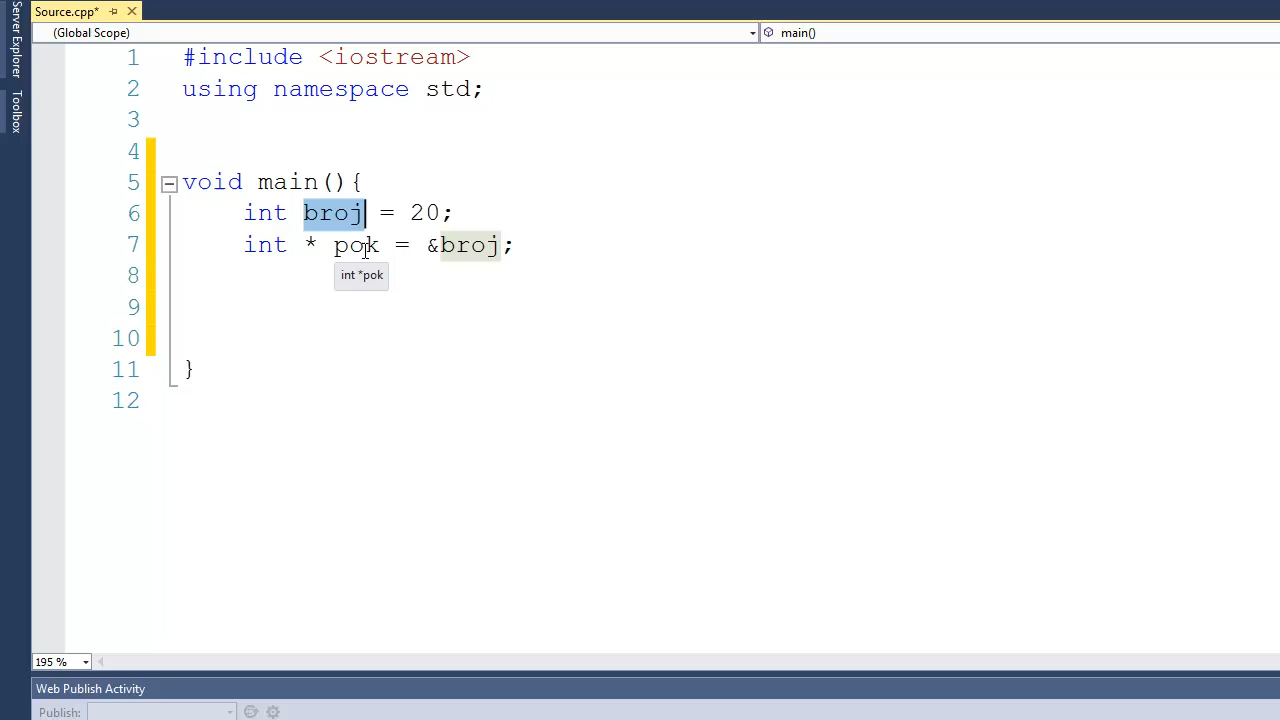 Source.cpp*
Server Explorer
Toolbox
(Global Scope)
main()
1 #include <iostream>
2 using namespace std;
3
4
5 void main(){
6 int broj = 20;
7 int * pok = &broj;
int *pok
8
9
10
11 }
12
195 %
Web Publish Activity
Publish: